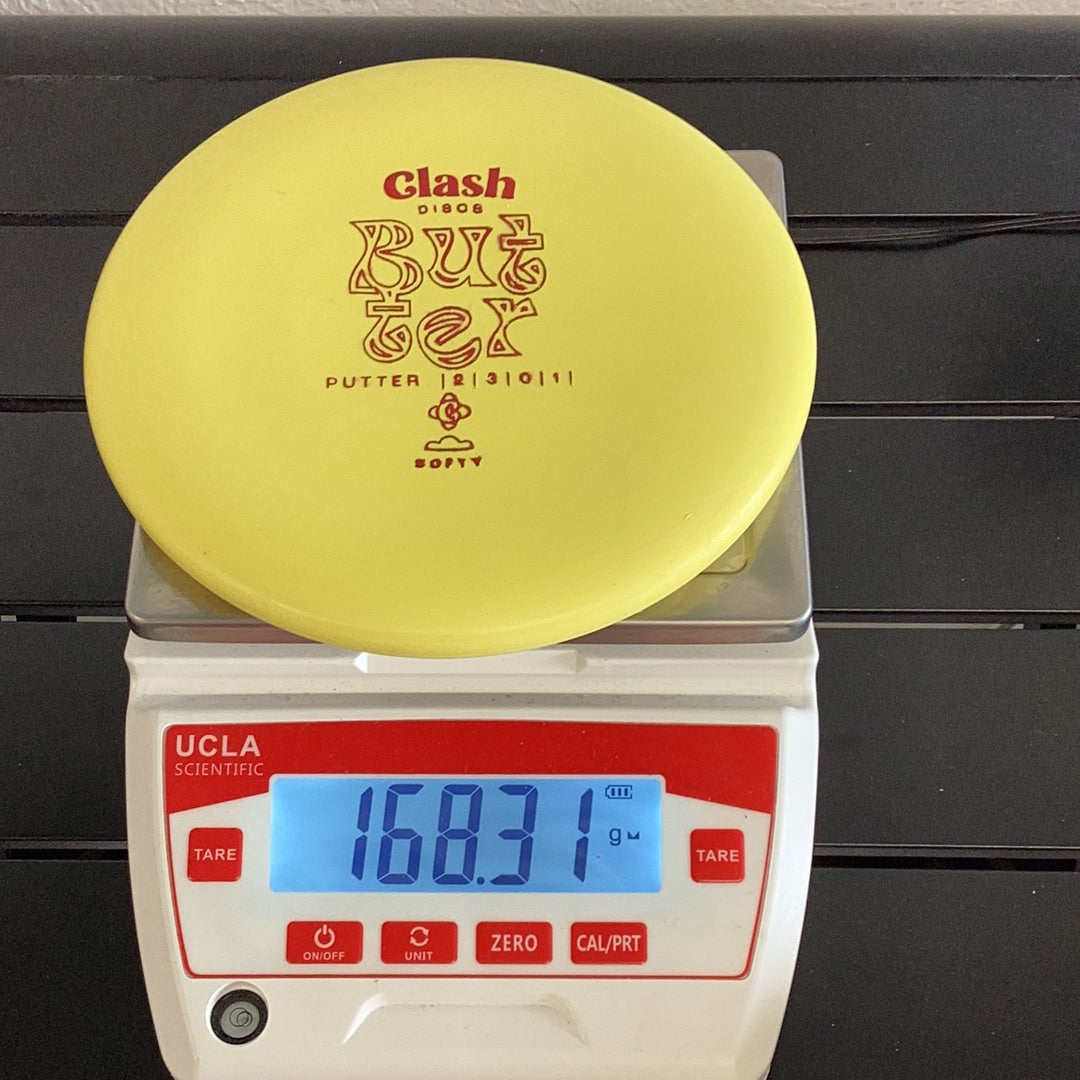 Clash
DISCS
But
ter
PUTTER |2|3|0|1|
SOFTY
UCLA
SCIENTIFIC
168.31
g
TARE
TARE
ON/OFF
UNIT
ZERO
CAL/PRT